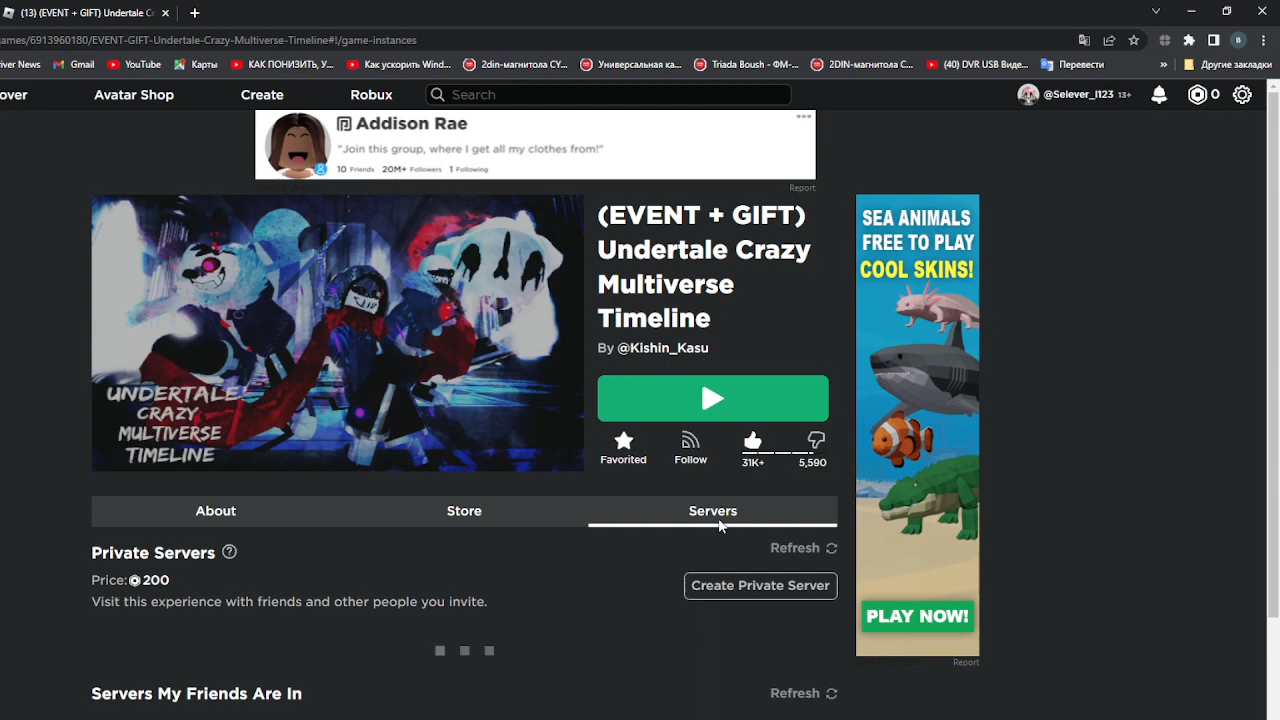 (13) (EVENT + GIFT) Undertale C
ames/6913960180/EVENT-GIFT-Undertale-Crazy-Multiverse-Timeline#!/game-instances
B
iver News Gmail YouTube Карты КАК ПОНИЗИТЬ, У... Как ускорить Wind... 2din-магнитола CY... Универсальная ка... Triada Boush - ФМ-... 2DIN-магнитола С... (40) DVR USB Виде... Перевести » Другие закладки
over Avatar Shop Create Robux Search @Selever_l123 13+ 0
Addison Rae
"Join this group, where I get all my clothes from!"
10 Friends 20M+ Followers 1 Following
Report
UNDERTALE
CRAZY
MULTIVERSE
TIMELINE
(EVENT + GIFT)
Undertale Crazy
Multiverse
Timeline
By @Kishin_Kasu
Favorited Follow 31K+ 5,590
SEA ANIMALS
FREE TO PLAY
COOL SKINS!
PLAY NOW!
Report
About Store Servers
Private Servers ? Refresh
Price: 200
Create Private Server
Visit this experience with friends and other people you invite.
Servers My Friends Are In Refresh